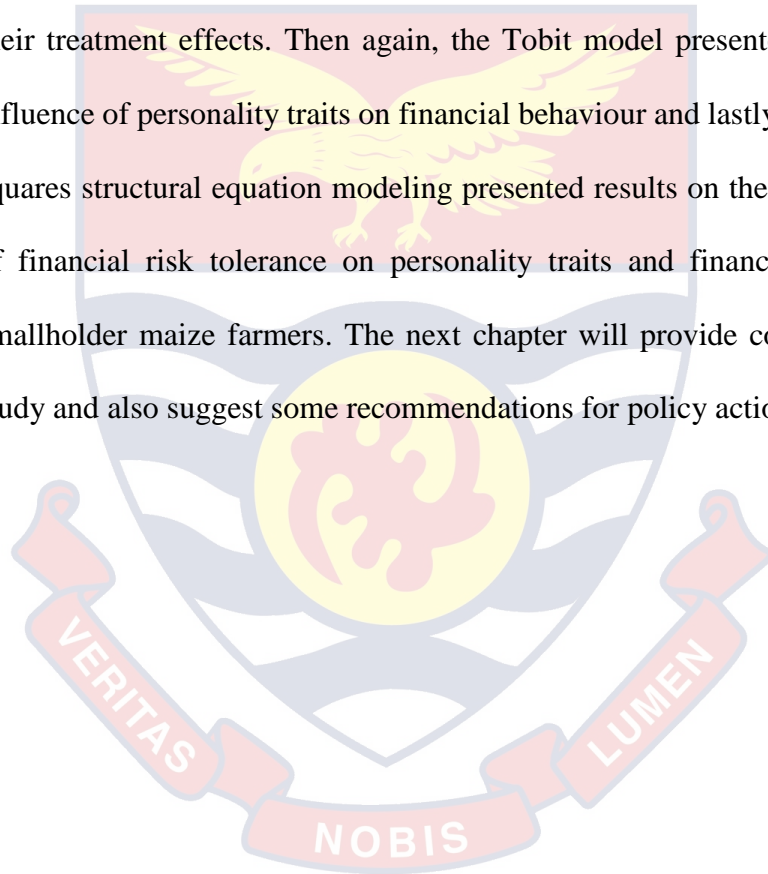 eir treatment effects. Then again, the Tobit model present
fluence of personality traits on financial behaviour and lastly
quares structural equation modeling presented results on the
f financial risk tolerance on personality traits and financ
mallholder maize farmers. The next chapter will provide co
udy and also suggest some recommendations for policy actio
VERITAS
NOBIS
LUMEN